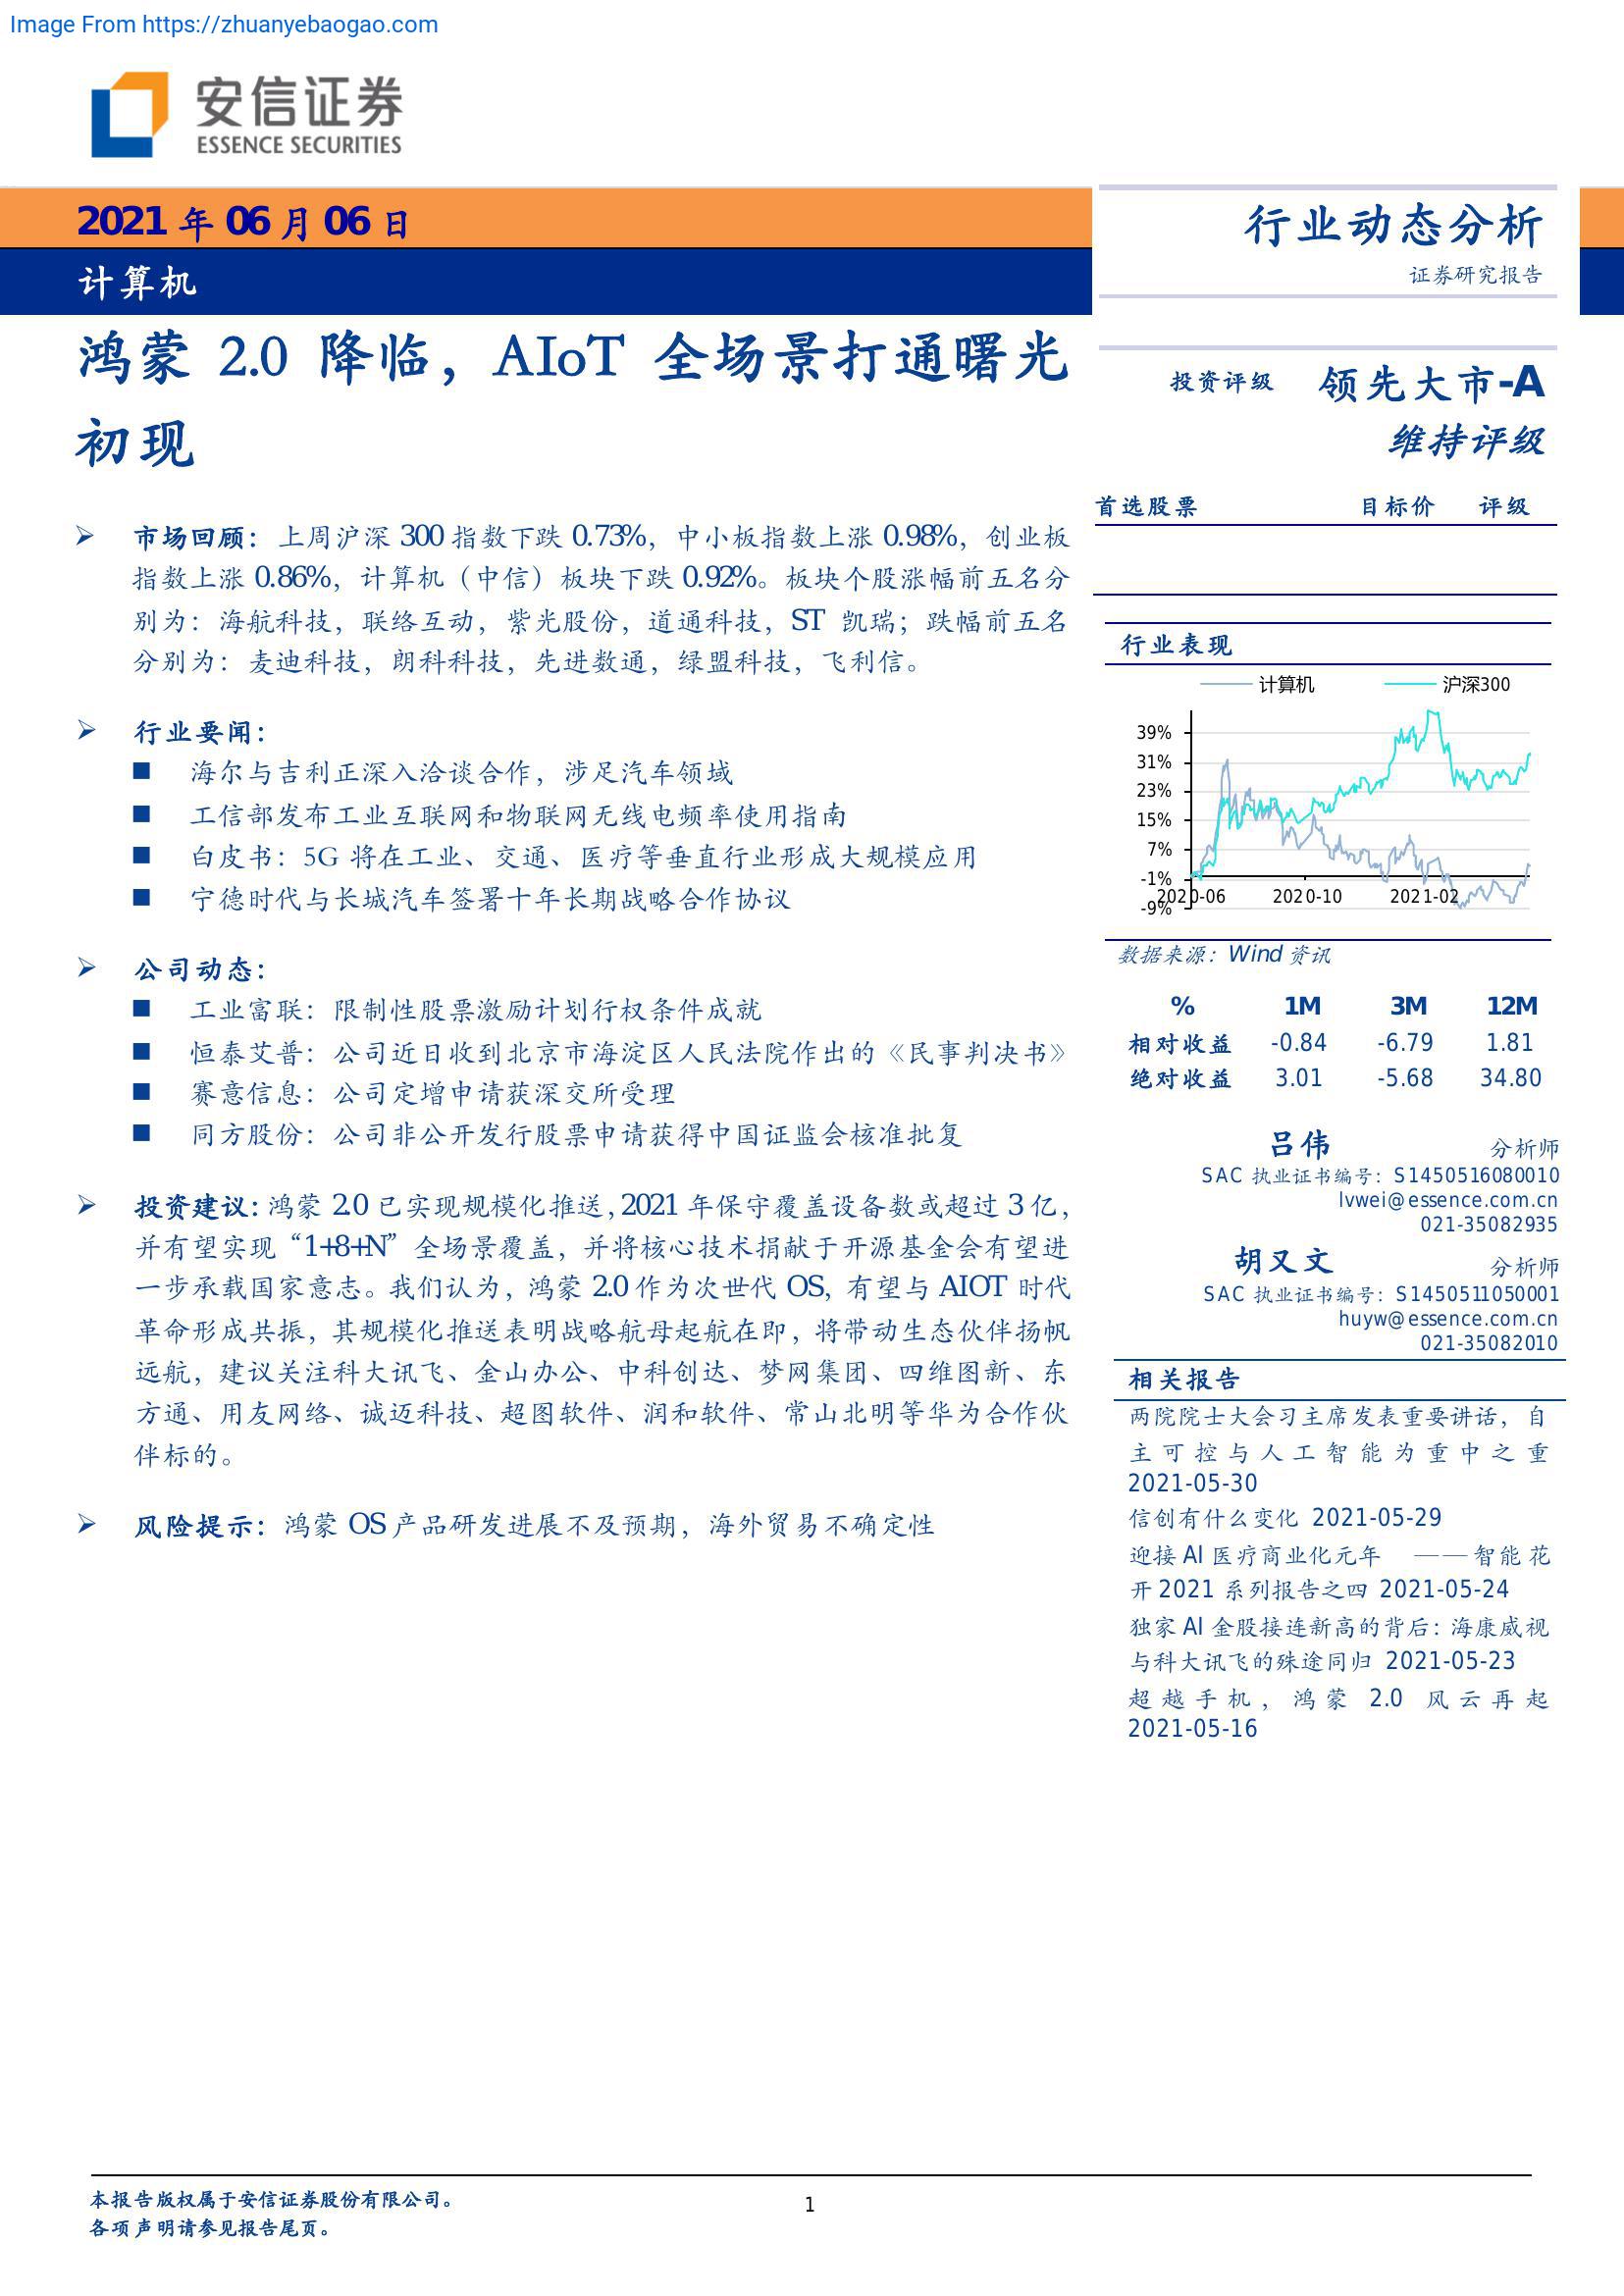 Image From https://zhuanyebaogao.com
安信证券
ESSENCE SECURITIES
2021 年 06 月 06 日
计算机
鸿蒙 2.0 降临，AIoT 全场景打通曙光
初现
市场回顾：上周沪深 300 指数下跌 0.73%，中小板指数上涨 0.98%，创业板
指数上涨 0.86%，计算机（中信）板块下跌 0.92%。板块个股涨幅前五名分
别为：海航科技，联络互动，紫光股份，道通科技，ST 凯瑞；跌幅前五名
分别为：麦迪科技，朗科科技，先进数通，绿盟科技，飞利信。
行业要闻：
海尔与吉利正深入洽谈合作，涉足汽车领域
工信部发布工业互联网和物联网无线电频率使用指南
白皮书：5G 将在工业、交通、医疗等垂直行业形成大规模应用
宁德时代与长城汽车签署十年长期战略合作协议
公司动态：
工业富联：限制性股票激励计划行权条件成就
恒泰艾普：公司近日收到北京市海淀区人民法院作出的《民事判决书》
赛意信息：公司定增申请获深交所受理
同方股份：公司非公开发行股票申请获得中国证监会核准批复
投资建议：鸿蒙 2.0 已实现规模化推送，2021 年保守覆盖设备数或超过 3 亿，
并有望实现“1+8+N”全场景覆盖，并将核心技术捐献于开源基金会有望进
一步承载国家意志。我们认为，鸿蒙 2.0 作为次世代 OS，有望与 AIOT 时代
革命形成共振，其规模化推送表明战略航母起航在即，将带动生态伙伴扬帆
远航，建议关注科大讯飞、金山办公、中科创达、梦网集团、四维图新、东
方通、用友网络、诚迈科技、超图软件、润和软件、常山北明等华为合作伙
伴标的。
风险提示：鸿蒙 OS 产品研发进展不及预期，海外贸易不确定性
行业动态分析
证券研究报告
投资评级 领先大市-A
维持评级
首选股票 目标价 评级
行业表现
计算机 沪深300
39%
31%
23%
15%
7%
-1%
-9%
2020-06 2020-10 2021-02
数据来源：Wind 资讯
% 1M 3M 12M
相对收益 -0.84 -6.79 1.81
绝对收益 3.01 -5.68 34.80
吕伟 分析师
SAC 执业证书编号：S1450516080010
lvwei@essence.com.cn
021-35082935
胡又文 分析师
SAC 执业证书编号：S1450511050001
huyw@essence.com.cn
021-35082010
相关报告
两院院士大会习主席发表重要讲话，自
主可控与人工智能为重中之重
2021-05-30
信创有什么变化 2021-05-29
迎接 AI 医疗商业化元年 ——智能花
开 2021 系列报告之四 2021-05-24
独家 AI 金股接连新高的背后：海康威视
与科大讯飞的殊途同归 2021-05-23
超越手机，鸿蒙 2.0 风云再起
2021-05-16
本报告版权属于安信证券股份有限公司。
各项声明请参见报告尾页。
1